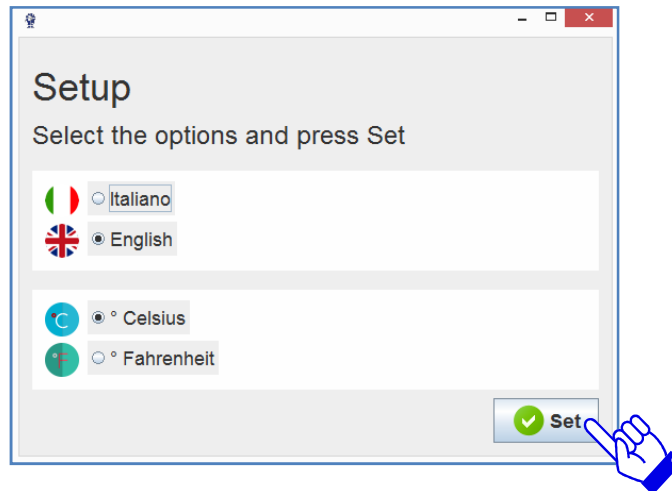 Setup
Select the options and press Set
Italiano
English
°C
° Celsius
°F
° Fahrenheit
Set